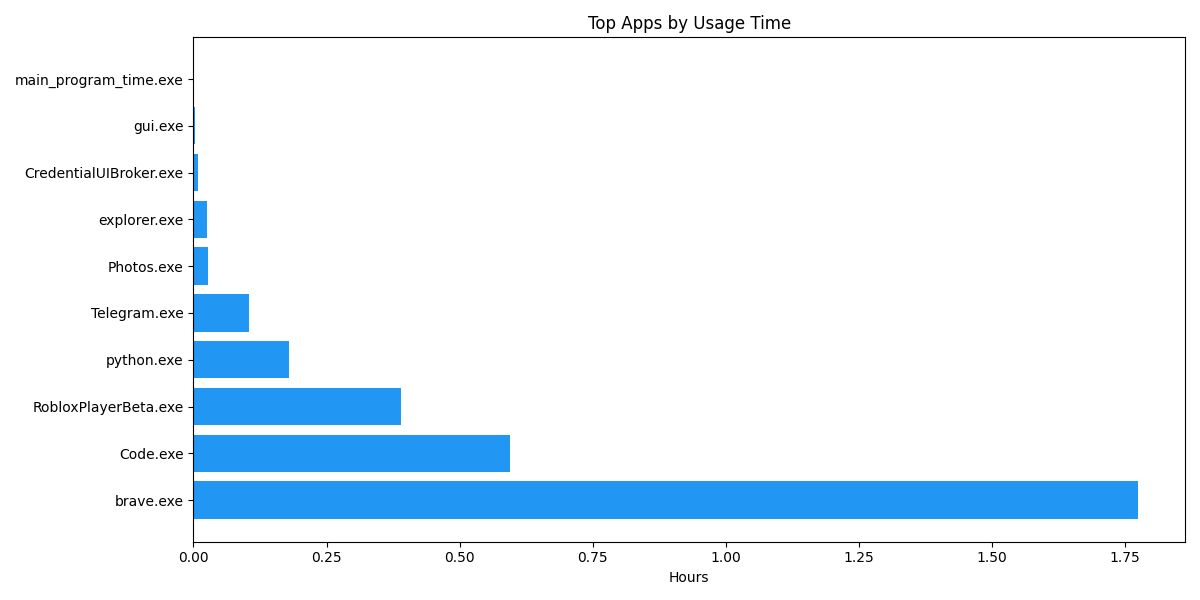 Top Apps by Usage Time
main_program_time.exe
gui.exe
CredentialUIBroker.exe
explorer.exe
Photos.exe
Telegram.exe
python.exe
RobloxPlayerBeta.exe
Code.exe
brave.exe
0.00 0.25 0.50 0.75 1.00 1.25 1.50 1.75
Hours